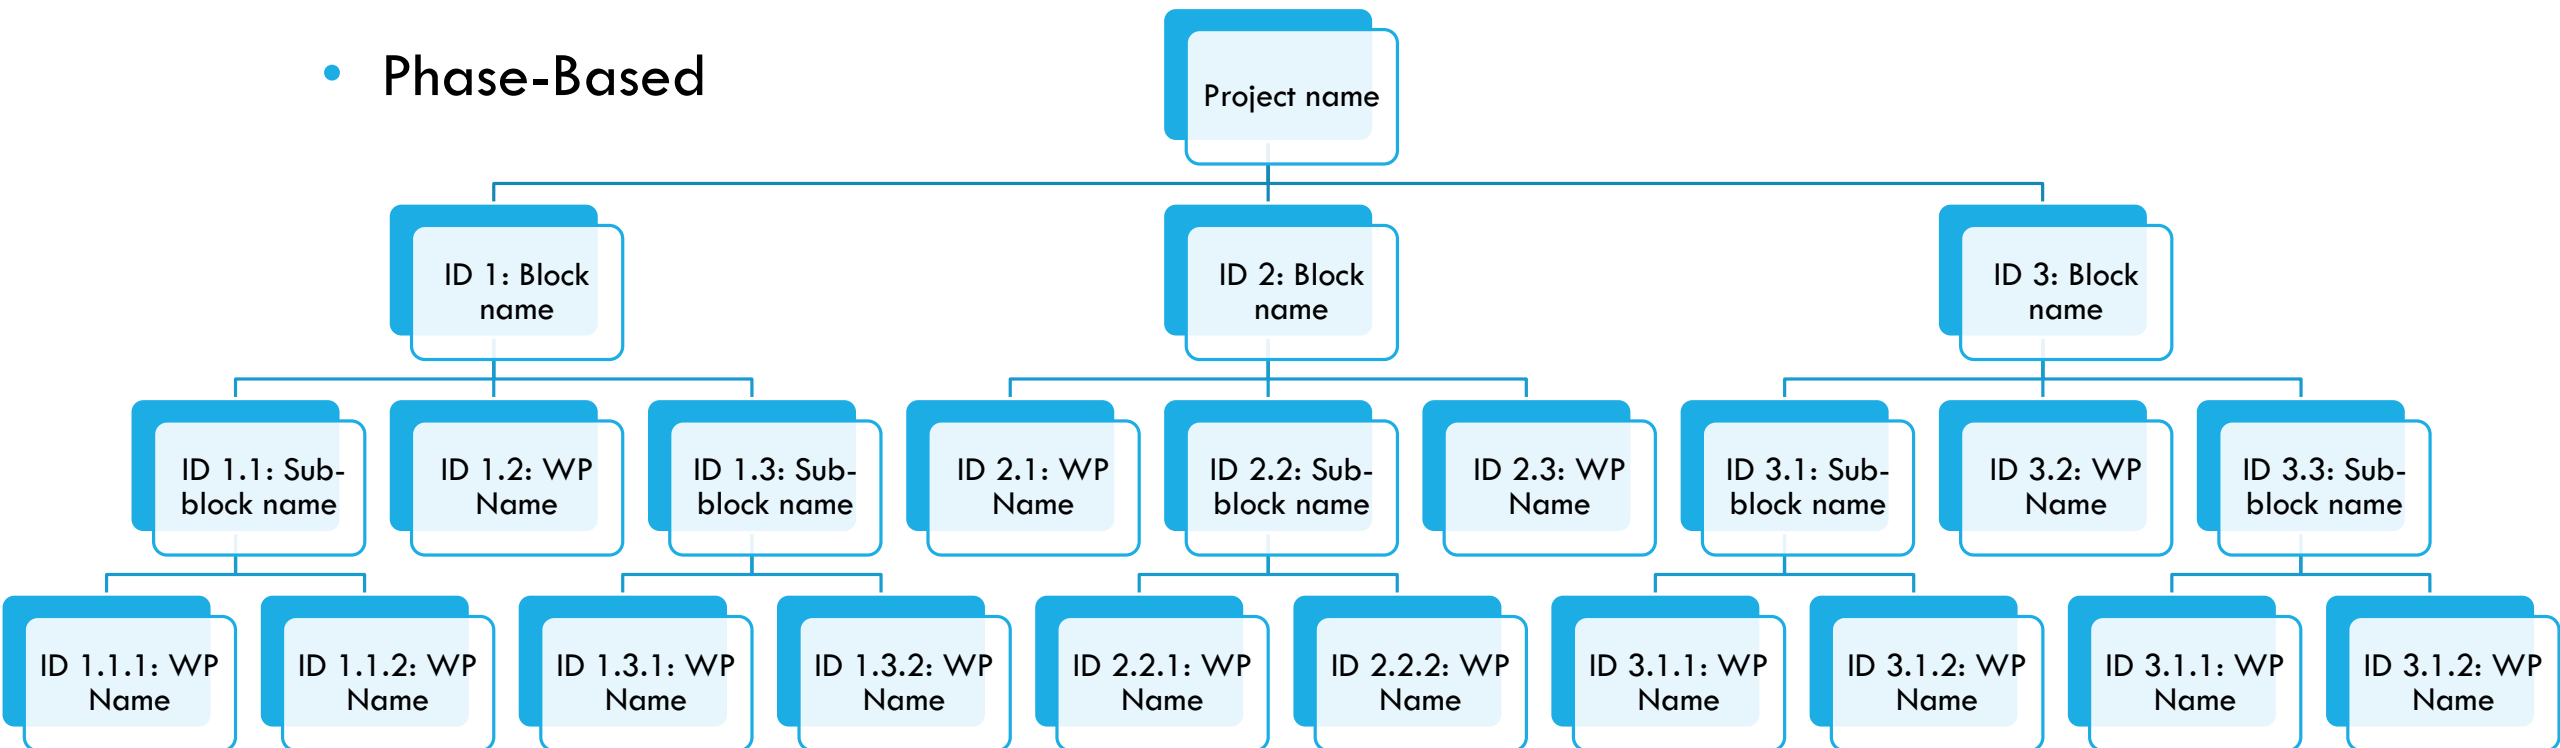 • Phase-Based
Project name
ID 1: Block
name
ID 2: Block
name
ID 3: Block
name
ID 1.1: Sub-
block name
ID 1.2: WP
Name
ID 1.3: Sub-
block name
ID 2.1: WP
Name
ID 2.2: Sub-
block name
ID 2.3: WP
Name
ID 3.1: Sub-
block name
ID 3.2: WP
Name
ID 3.3: Sub-
block name
ID 1.1.1: WP
Name
ID 1.1.2: WP
Name
ID 1.3.1: WP
Name
ID 1.3.2: WP
Name
ID 2.2.1: WP
Name
ID 2.2.2: WP
Name
ID 3.1.1: WP
Name
ID 3.1.2: WP
Name
ID 3.1.1: WP
Name
ID 3.1.2: WP
Name